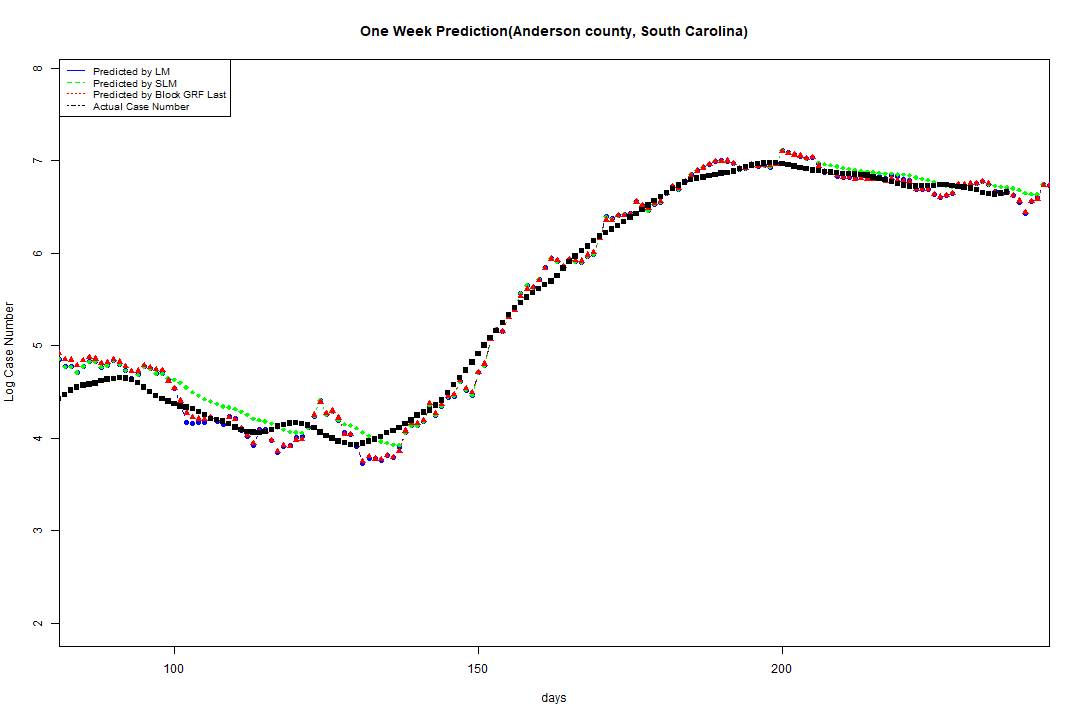 One Week Prediction(Anderson county, South Carolina)
Predicted by LM
Predicted by SLM
Predicted by Block GRF Last
Actual Case Number
8
7
6
5
4
3
2
Log Case Number
100 150 200
days